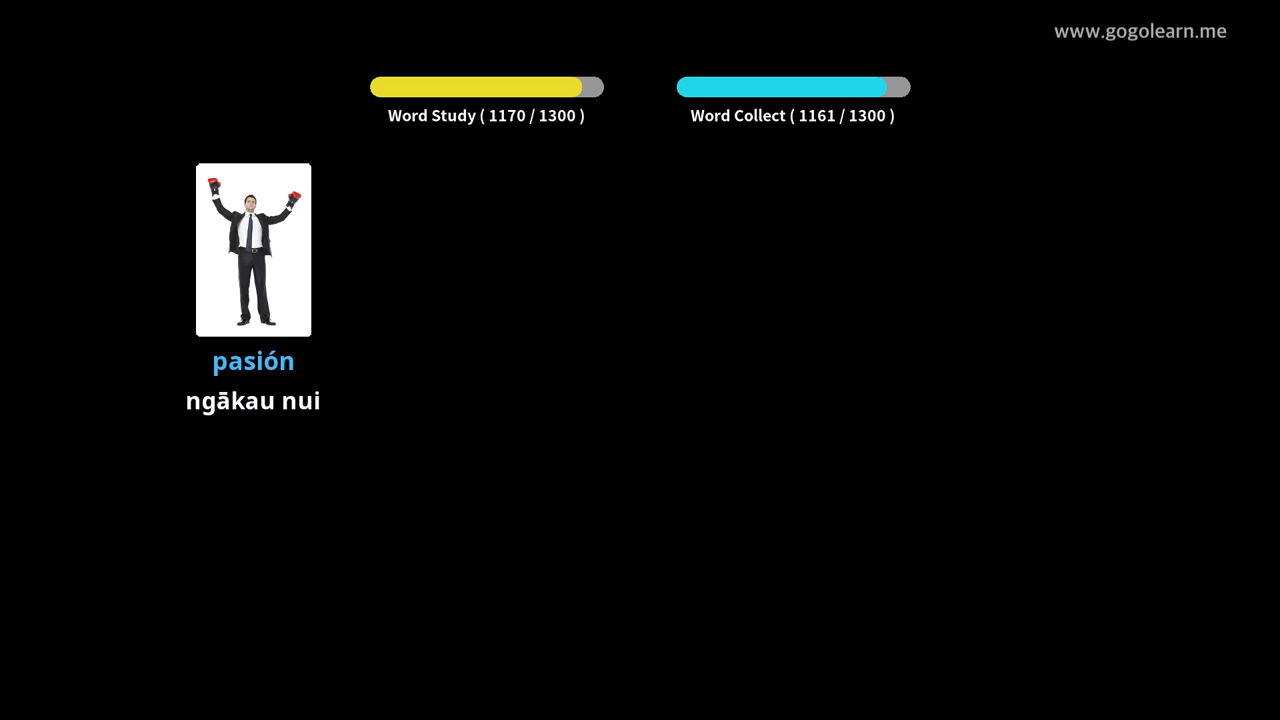 www.gogolearn.me
Word Study ( 1170 / 1300 )
Word Collect ( 1161 / 1300 )
pasión
ngākau nui